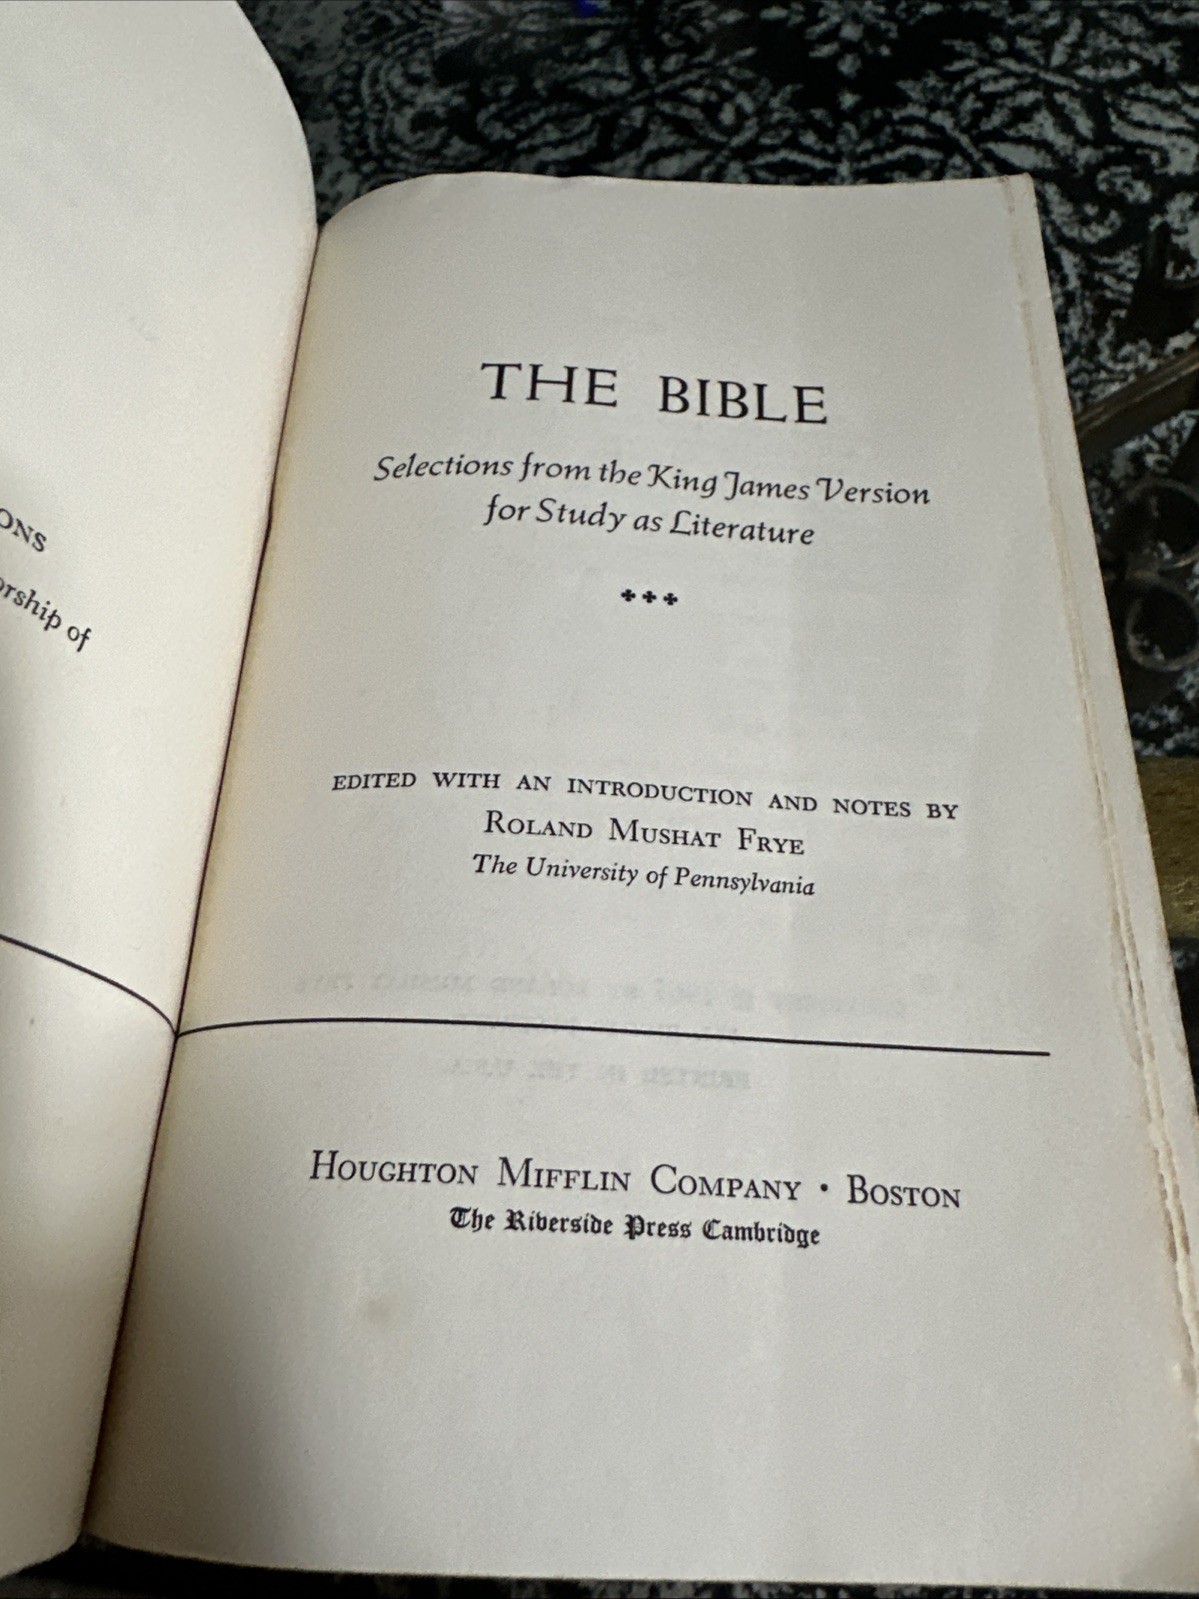 ONS
orship of
THE BIBLE
Selections from the King James Version
for Study as Literature
EDITED WITH AN INTRODUCTION AND NOTES BY
ROLAND MUSHAT FRYE
The University of Pennsylvania
HOUGHTON MIFFLIN COMPANY • BOSTON
The Riverside Press Cambridge